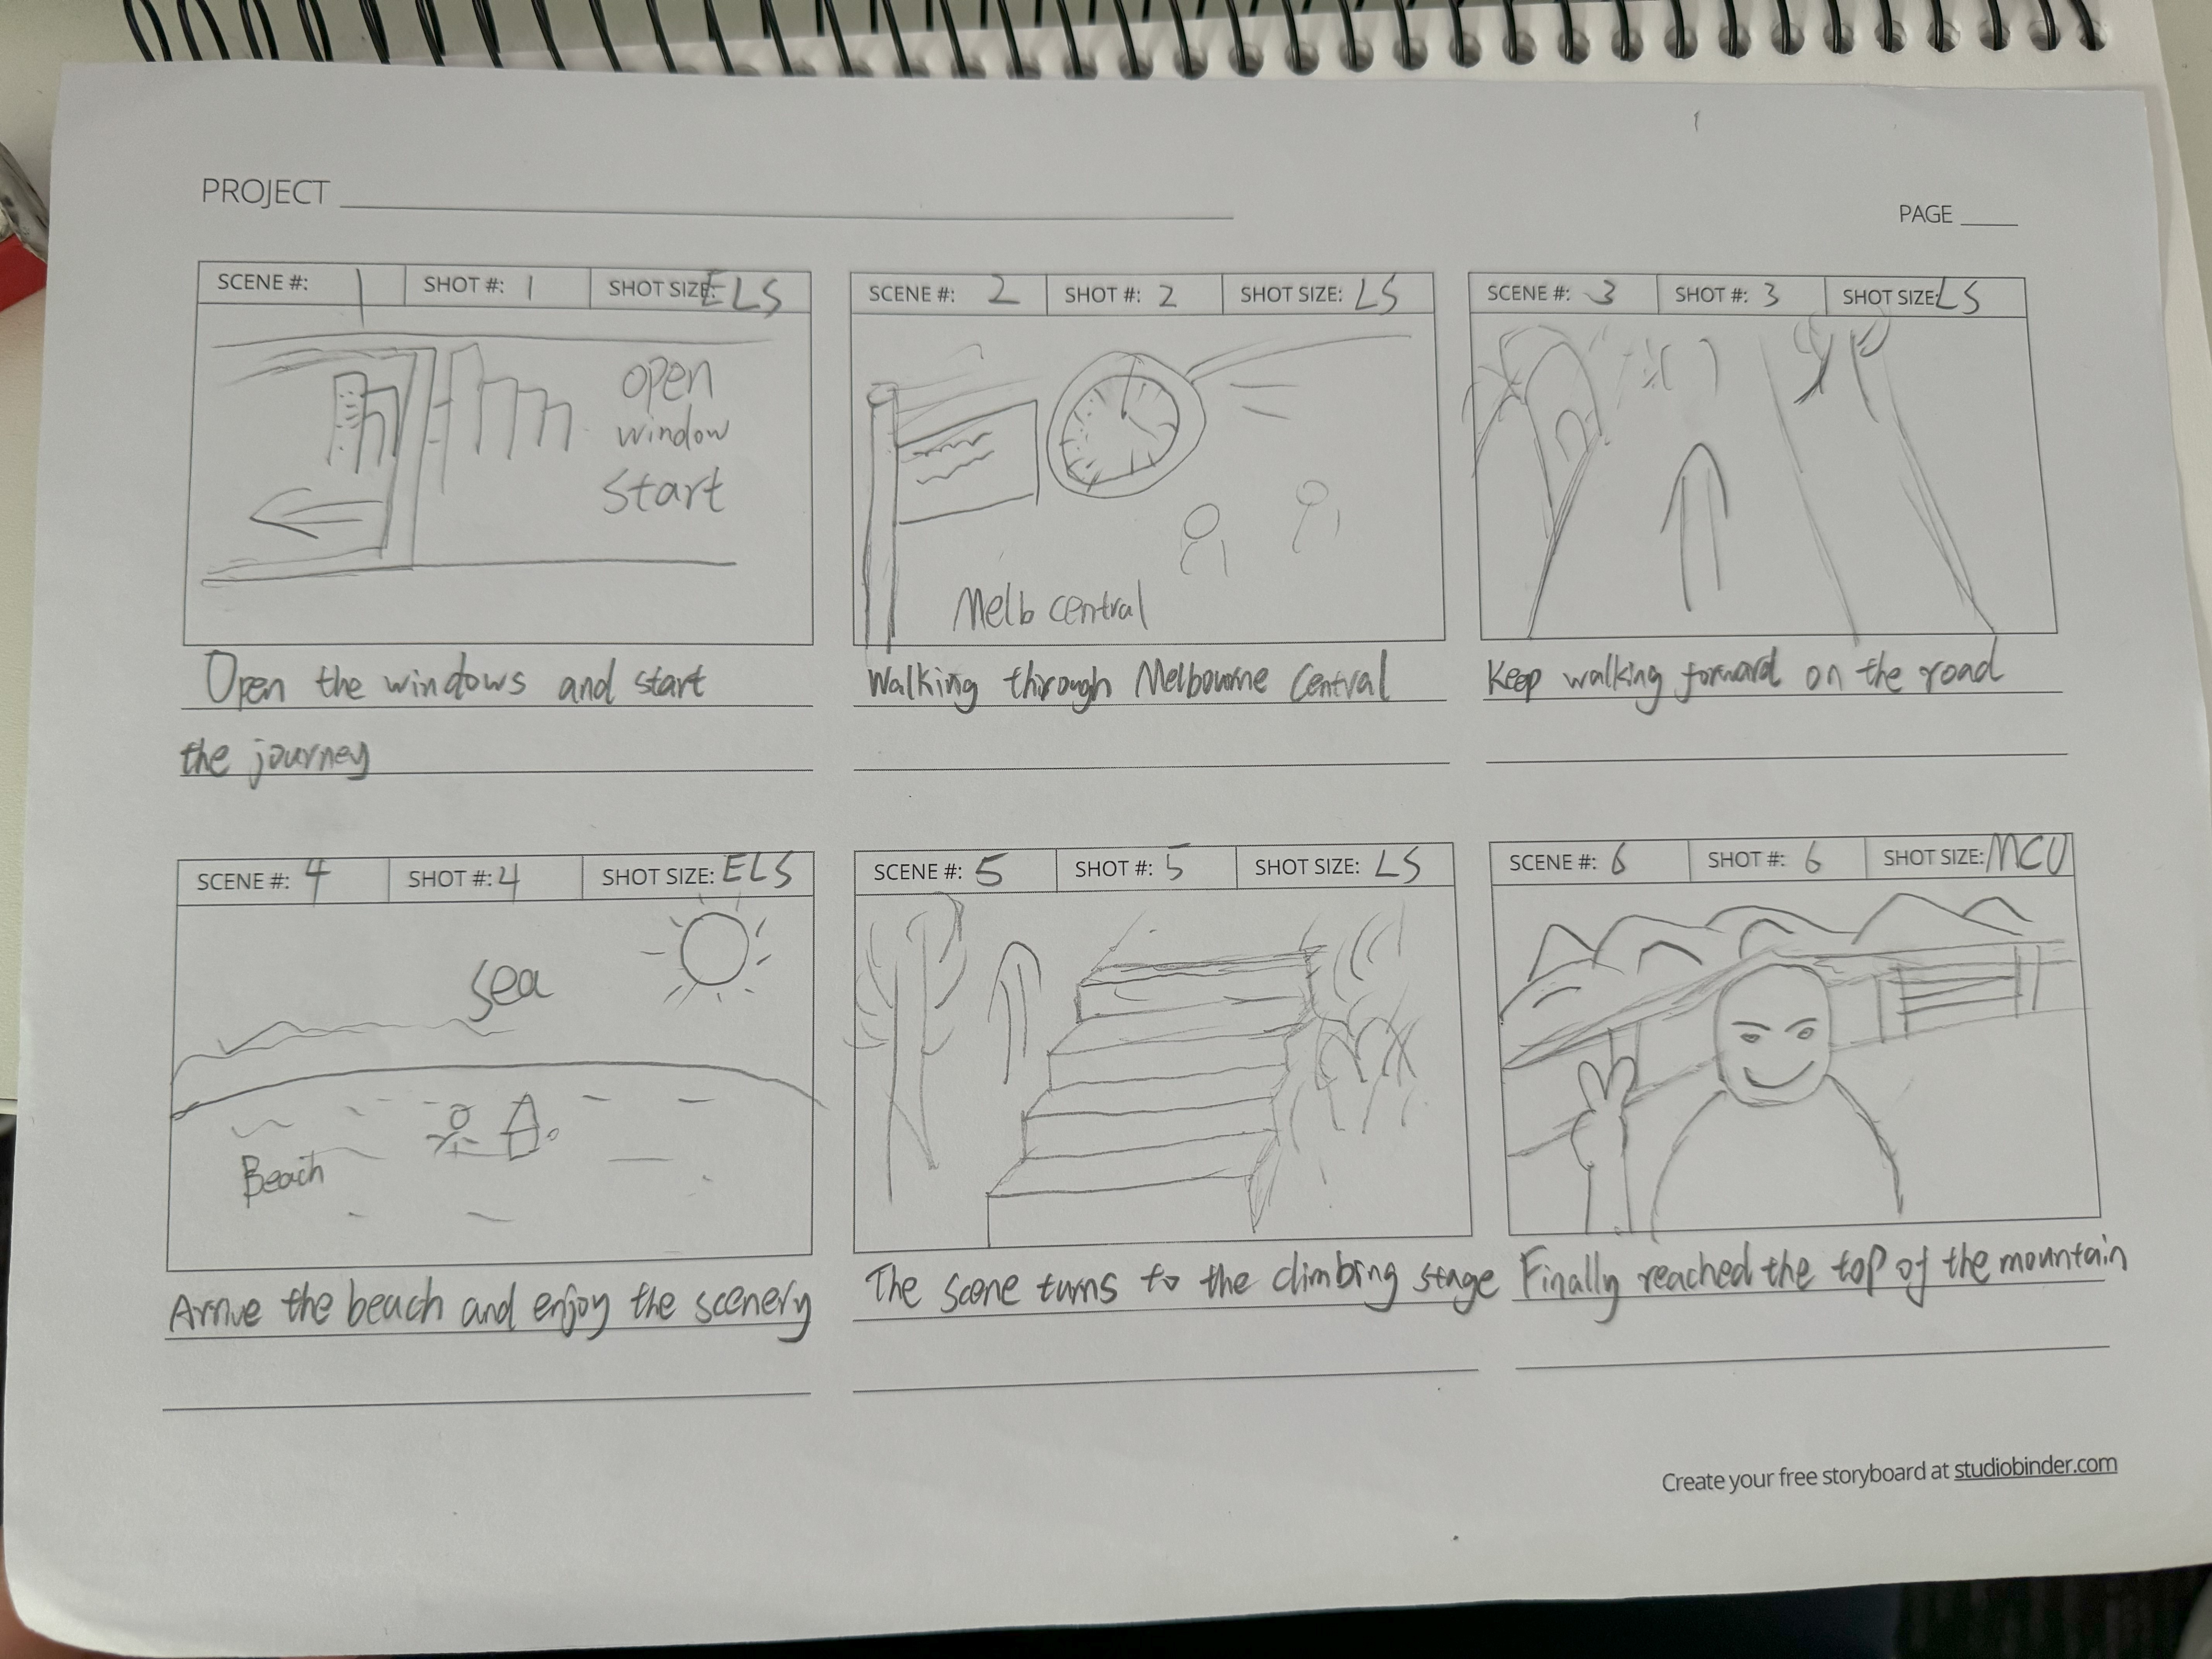 PROJECT
PAGE
SCENE #: 1 SHOT #: 1 SHOT SIZE: ELS
open
window
start
Open the windows and start
the journey
SCENE #: 2 SHOT #: 2 SHOT SIZE: LS
Melb central
Walking through Melbourne Central
SCENE #: 3 SHOT #: 3 SHOT SIZE: LS
Keep walking forward on the road
SCENE #: 4 SHOT #: 4 SHOT SIZE: ELS
Sea
Beach
Arrive the beach and enjoy the scenery
SCENE #: 5 SHOT #: 5 SHOT SIZE: LS
The scene turns to the climbing stage
SCENE #: 6 SHOT #: 6 SHOT SIZE: MCU
Finally reached the top of the mountain
Create your free storyboard at studiobinder.com